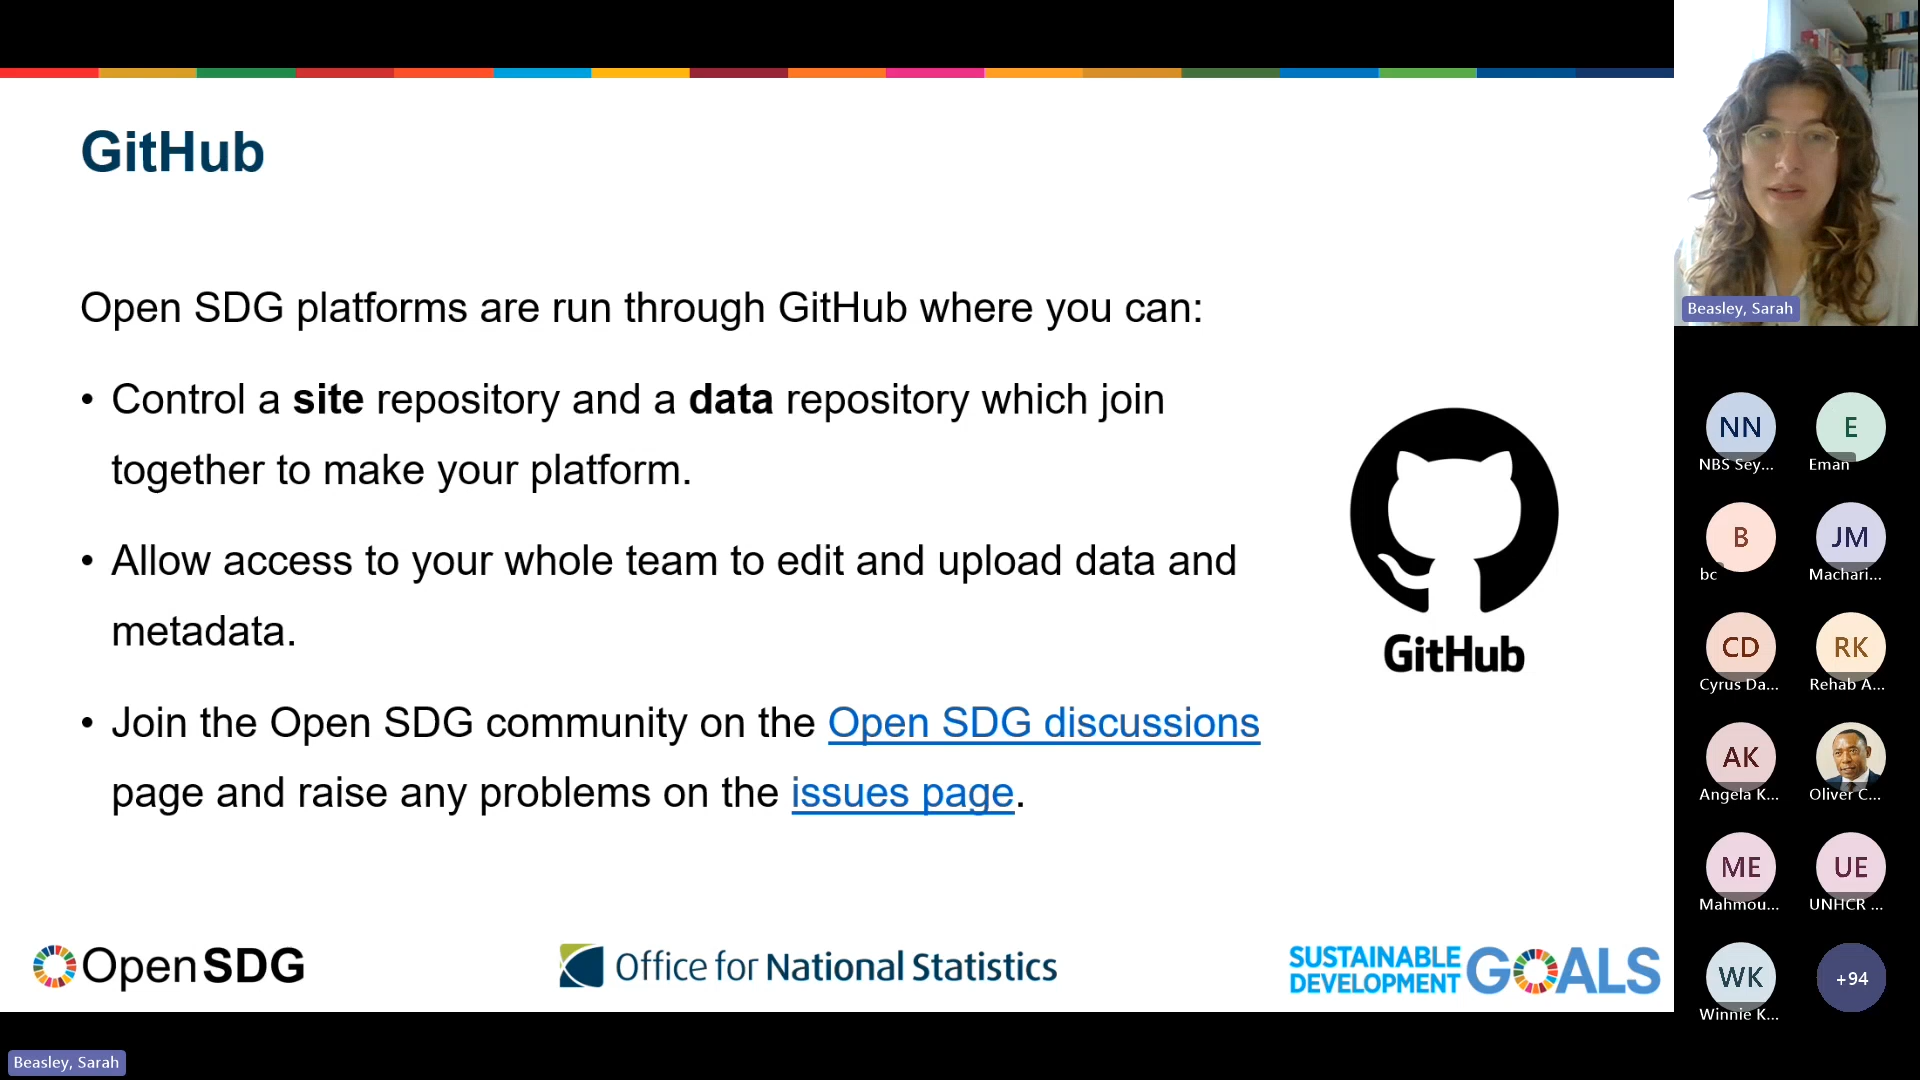 GitHub
Open SDG platforms are run through GitHub where you can:
• Control a site repository and a data repository which join
together to make your platform.
• Allow access to your whole team to edit and upload data and
metadata.
• Join the Open SDG community on the Open SDG discussions
page and raise any problems on the issues page.
GitHub
OpenSDG
Office for National Statistics
SUSTAINABLE
DEVELOPMENT
GOALS
Beasley, Sarah
NN
NBS Sey...
E
Eman
B
bc
JM
Machari...
CD
Cyrus Da...
RK
Rehab A...
AK
Angela K...
Oliver C...
ME
Mahmou...
UE
UNHCR ...
WK
Winnie K...
+94
Beasley, Sarah